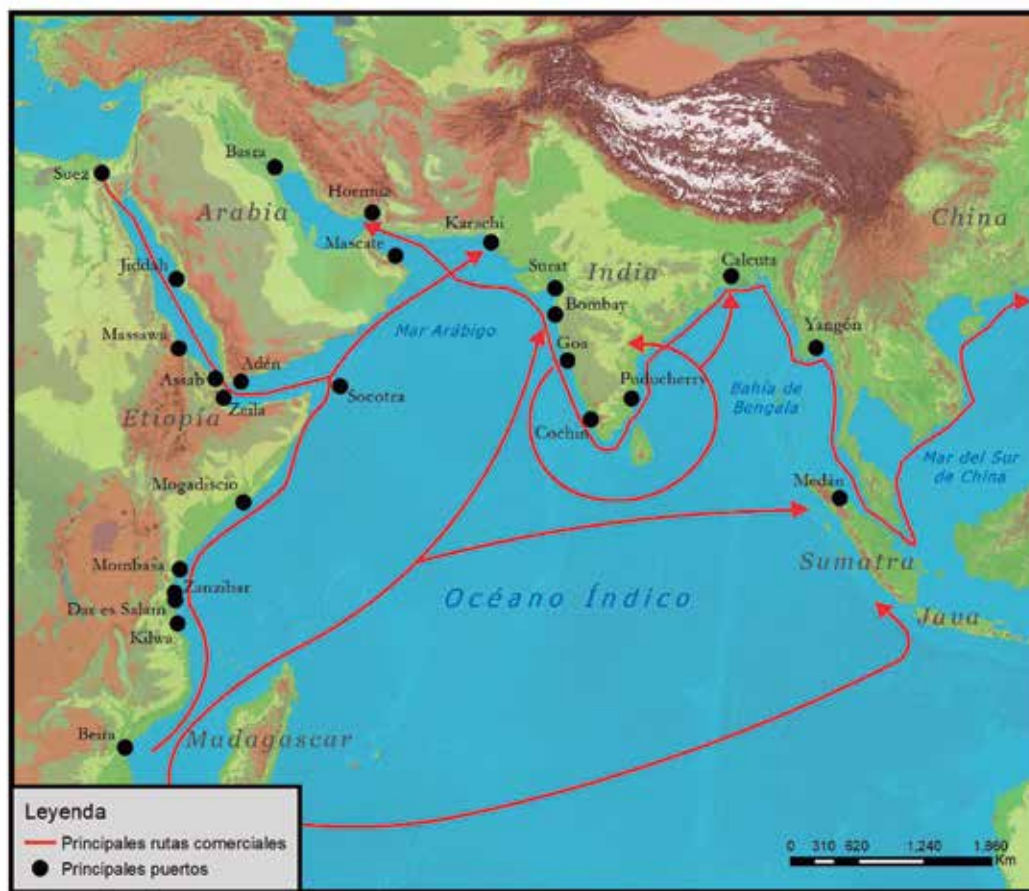 Suez
Basra
Arabia
Hormuz
Mascate
Karachi
China
Jiddah
Surat
India
Calcuta
Bombay
Mar Arábigo
Massawa
Goa
Yangón
Adén
Assab
Zeila
Socotra
Puducherry
Bahía de
Bengala
Etiopía
Cochin
Mar del Sur
de China
Mogadiscio
Medán
Mombasa
Sumatra
Zanzibar
Dar es Salam
Océano Índico
Java
Kilwa
Beira
Madagascar
Leyenda
Principales rutas comerciales
Principales puertos
0 310 620 1,240 1,860
Km